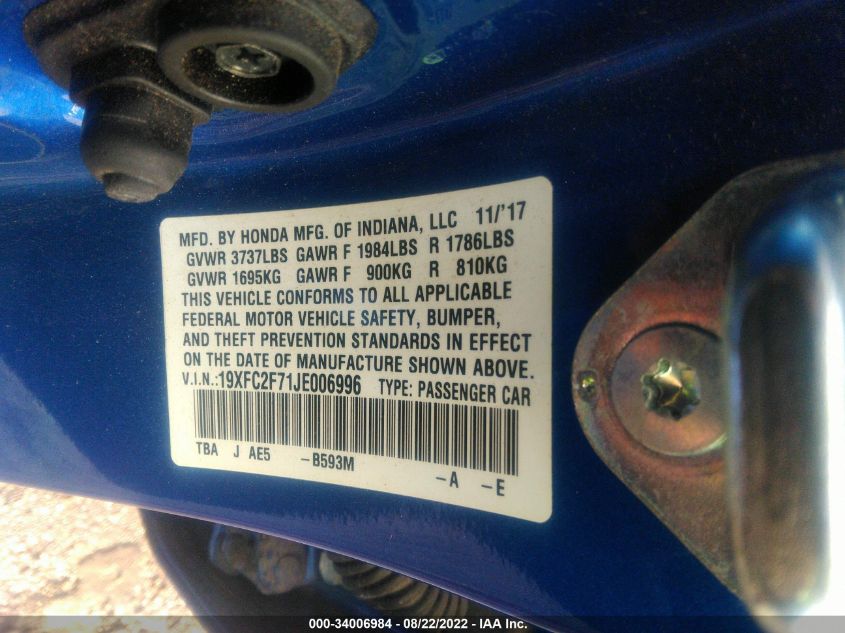 MFD. BY HONDA MFG. OF INDIANA, LLC 11/'17
GVWR 3737LBS GAWR F 1984LBS R 1786LBS
GVWR 1695KG GAWR F 900KG R 810KG
THIS VEHICLE CONFORMS TO ALL APPLICABLE
FEDERAL MOTOR VEHICLE SAFETY, BUMPER,
AND THEFT PREVENTION STANDARDS IN EFFECT
ON THE DATE OF MANUFACTURE SHOWN ABOVE.
V.I.N.:19XFC2F71JE006996 TYPE: PASSENGER CAR
TBA J AE5 -B593M -A -E
000-34006984 - 08/22/2022 - IAA Inc.